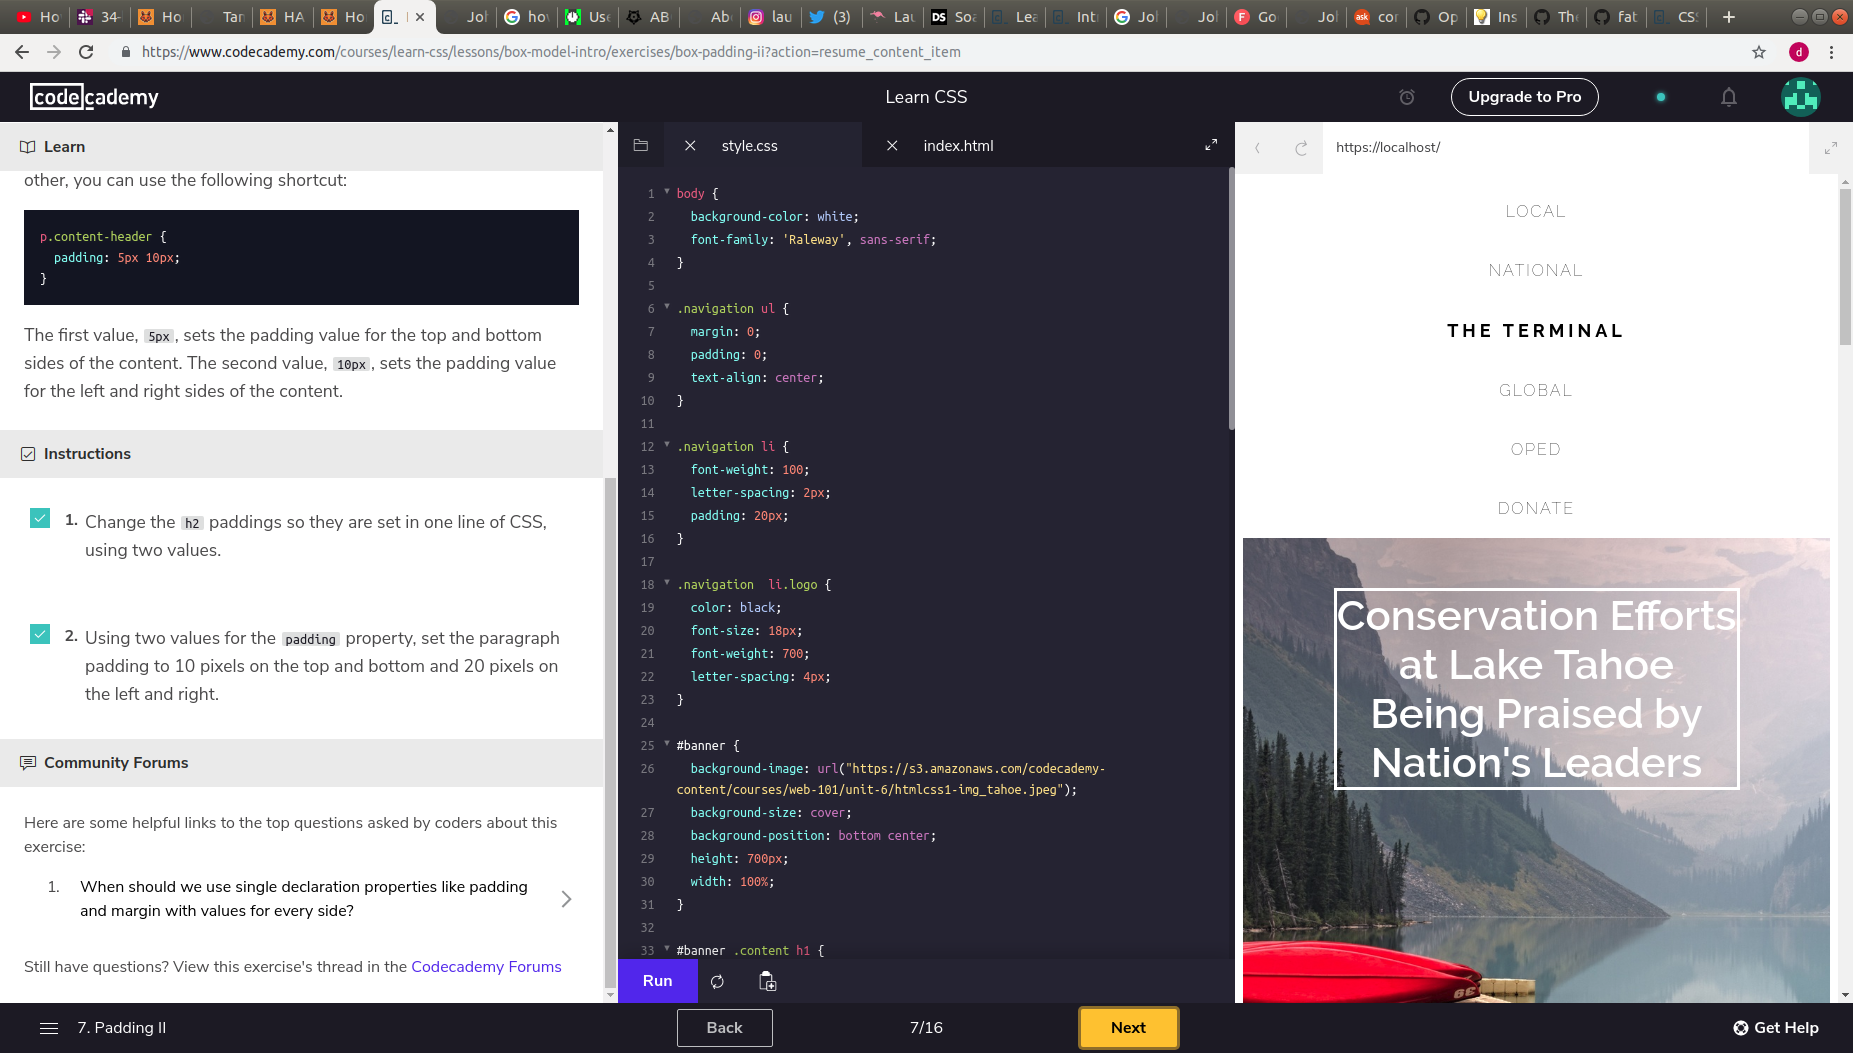 Ho
34-
Ho
Tar
HA
Ho
Joh
how
Use
AB
Ab
lau
(3)
Lau
Soa
Lea
Int
Joh
Joh
Go
Joh
cor
Op
Ins
Th
fat
CS
https://www.codecademy.com/courses/learn-css/lessons/box-model-intro/exercises/box-padding-ii?action=resume_content_item
d
codecademy
Learn CSS
Upgrade to Pro
Learn
other, you can use the following shortcut:
p.content-header {
padding: 5px 10px;
}
The first value, 5px, sets the padding value for the top and bottom
sides of the content. The second value, 10px, sets the padding value
for the left and right sides of the content.
Instructions
1. Change the h2 paddings so they are set in one line of CSS,
using two values.
2. Using two values for the padding property, set the paragraph
padding to 10 pixels on the top and bottom and 20 pixels on
the left and right.
Community Forums
Here are some helpful links to the top questions asked by coders about this
exercise:
1. When should we use single declaration properties like padding
and margin with values for every side?
Still have questions? View this exercise's thread in the Codecademy Forums
style.css
index.html
1 body {
2 background-color: white;
3 font-family: 'Raleway', sans-serif;
4 }
5
6 .navigation ul {
7 margin: 0;
8 padding: 0;
9 text-align: center;
10 }
11
12 .navigation li {
13 font-weight: 100;
14 letter-spacing: 2px;
15 padding: 20px;
16 }
17
18 .navigation  li.logo {
19 color: black;
20 font-size: 18px;
21 font-weight: 700;
22 letter-spacing: 4px;
23 }
24
25 #banner {
26 background-image: url("https://s3.amazonaws.com/codecademy-
content/courses/web-101/unit-6/htmlcss1-img_tahoe.jpeg");
27 background-size: cover;
28 background-position: bottom center;
29 height: 700px;
30 width: 100%;
31 }
32
33 #banner .content h1 {
Run
https://localhost/
LOCAL
NATIONAL
THE TERMINAL
GLOBAL
OPED
DONATE
Conservation Efforts
at Lake Tahoe
Being Praised by
Nation's Leaders
7. Padding II
Back
7/16
Next
Get Help